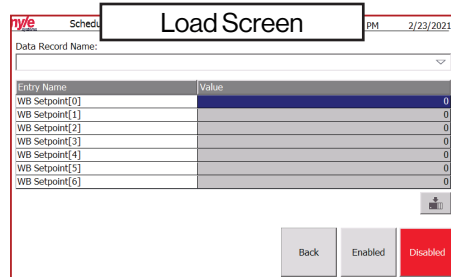 nyle
systems
Schedu
Load Screen
PM
2/23/2021
Data Record Name:
Entry Name Value
WB Setpoint[0] 0
WB Setpoint[1] 0
WB Setpoint[2] 0
WB Setpoint[3] 0
WB Setpoint[4] 0
WB Setpoint[5] 0
WB Setpoint[6] 0
Back Enabled Disabled